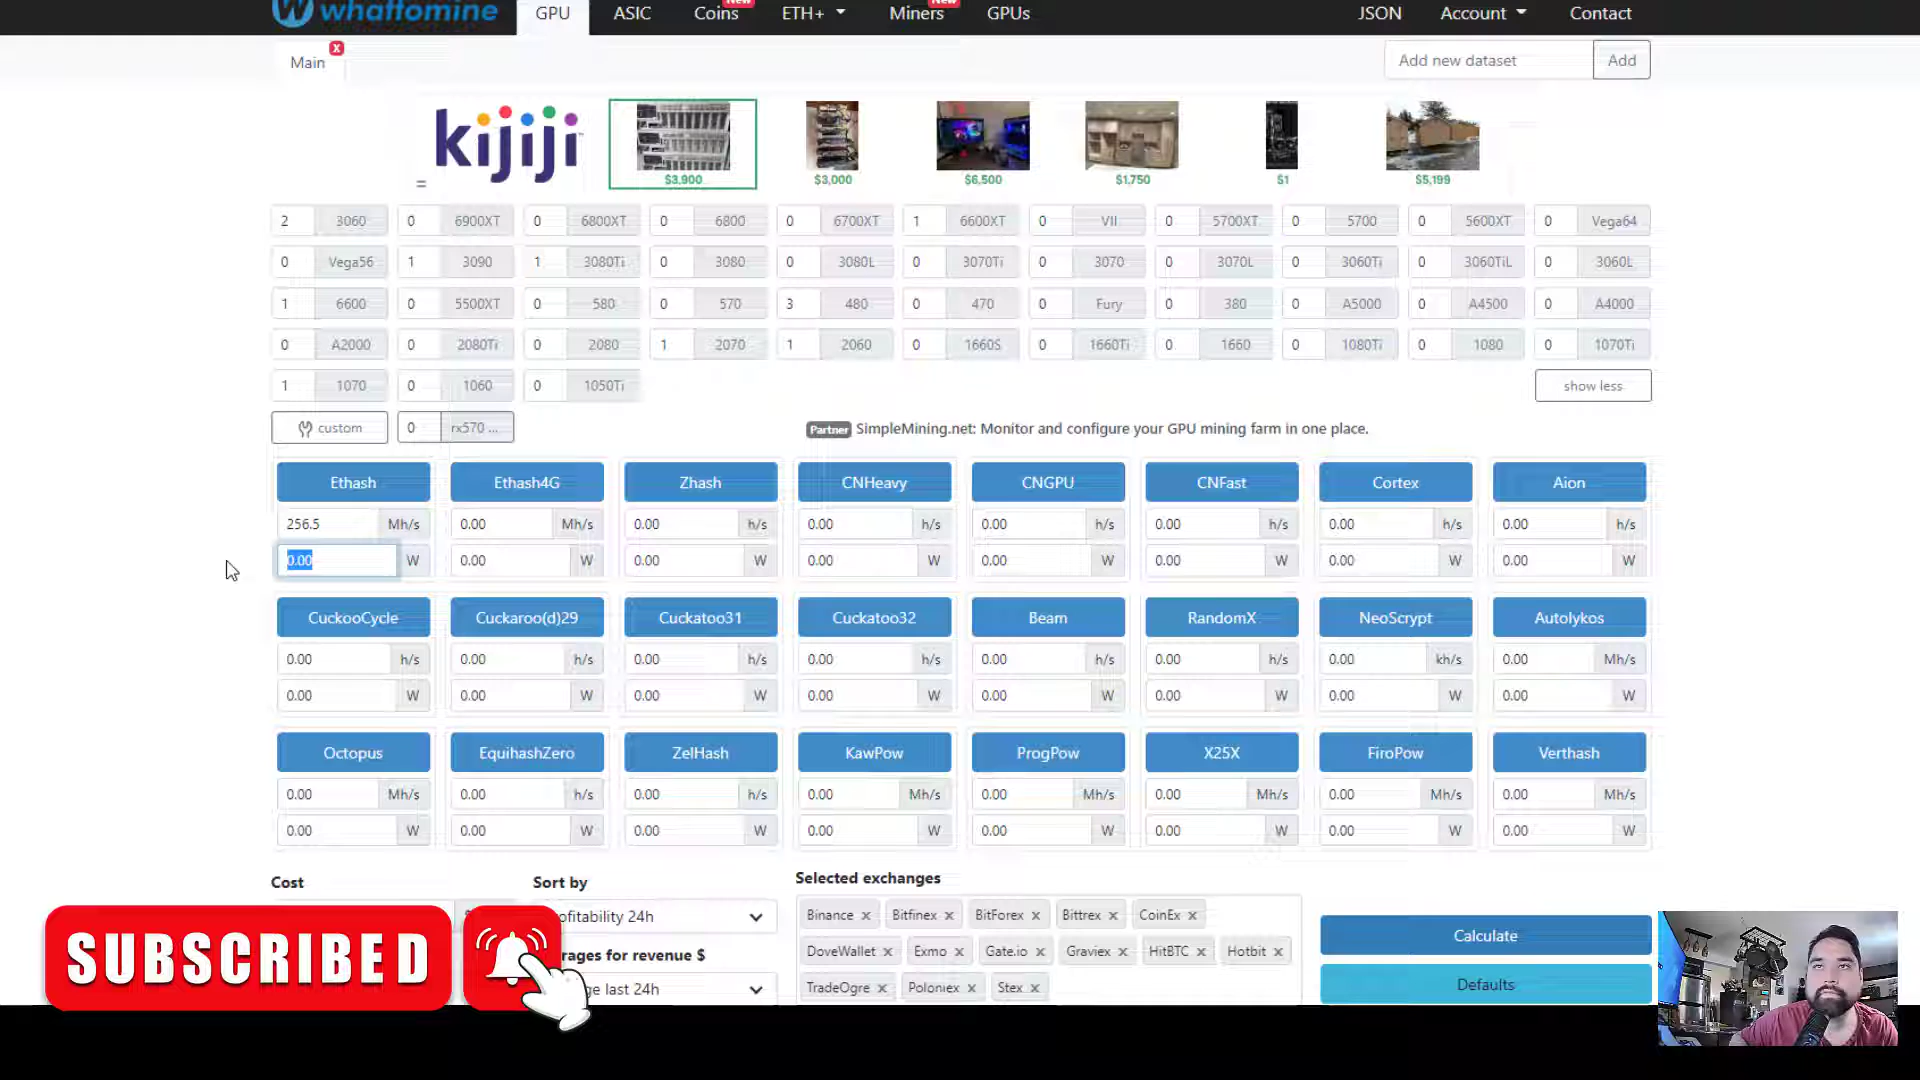 whattomine GPU ASIC Coins New ETH+ Miners New GPUs JSON Account Contact
Main x Add new dataset Add
kijiji
$3,900 $3,000 $6,500 $1,750 $1 $5,199
2 3060 0 6900XT 0 6800XT 0 6800 0 6700XT 1 6600XT 0 VII 0 5700XT 0 5700 0 5600XT 0 Vega64
0 Vega56 1 3090 1 3080Ti 0 3080 0 3080L 0 3070Ti 0 3070 0 3070L 0 3060Ti 0 3060TiL 0 3060L
1 6600 0 5500XT 0 580 0 570 3 480 0 470 0 Fury 0 380 0 A5000 0 A4500 0 A4000
0 A2000 0 2080Ti 0 2080 1 2070 1 2060 0 1660S 0 1660Ti 0 1660 0 1080Ti 0 1080 0 1070Ti
1 1070 0 1060 0 1050Ti show less
custom 0 rx570 ... Partner SimpleMining.net: Monitor and configure your GPU mining farm in one place.
Ethash Ethash4G Zhash CNHeavy CNGPU CNFast Cortex Aion
256.5 Mh/s 0.00 Mh/s 0.00 h/s 0.00 h/s 0.00 h/s 0.00 h/s 0.00 h/s 0.00 h/s
0.00 W 0.00 W 0.00 W 0.00 W 0.00 W 0.00 W 0.00 W 0.00 W
CuckooCycle Cuckaroo(d)29 Cuckatoo31 Cuckatoo32 Beam RandomX NeoScrypt Autolykos
0.00 h/s 0.00 h/s 0.00 h/s 0.00 h/s 0.00 h/s 0.00 h/s 0.00 kh/s 0.00 Mh/s
0.00 W 0.00 W 0.00 W 0.00 W 0.00 W 0.00 W 0.00 W 0.00 W
Octopus EquihashZero ZelHash KawPow ProgPow X25X FiroPow Verthash
0.00 Mh/s 0.00 h/s 0.00 h/s 0.00 Mh/s 0.00 Mh/s 0.00 Mh/s 0.00 Mh/s 0.00 Mh/s
0.00 W 0.00 W 0.00 W 0.00 W 0.00 W 0.00 W 0.00 W 0.00 W
Cost Sort by Selected exchanges
ofitability 24h Binance × Bitfinex × BitForex × Bittrex × CoinEx × Calculate
rages for revenue $ DoveWallet × Exmo × Gate.io × Graviex × HitBTC × Hotbit ×
ge last 24h TradeOgre × Poloniex × Stex × Defaults
SUBSCRIBED